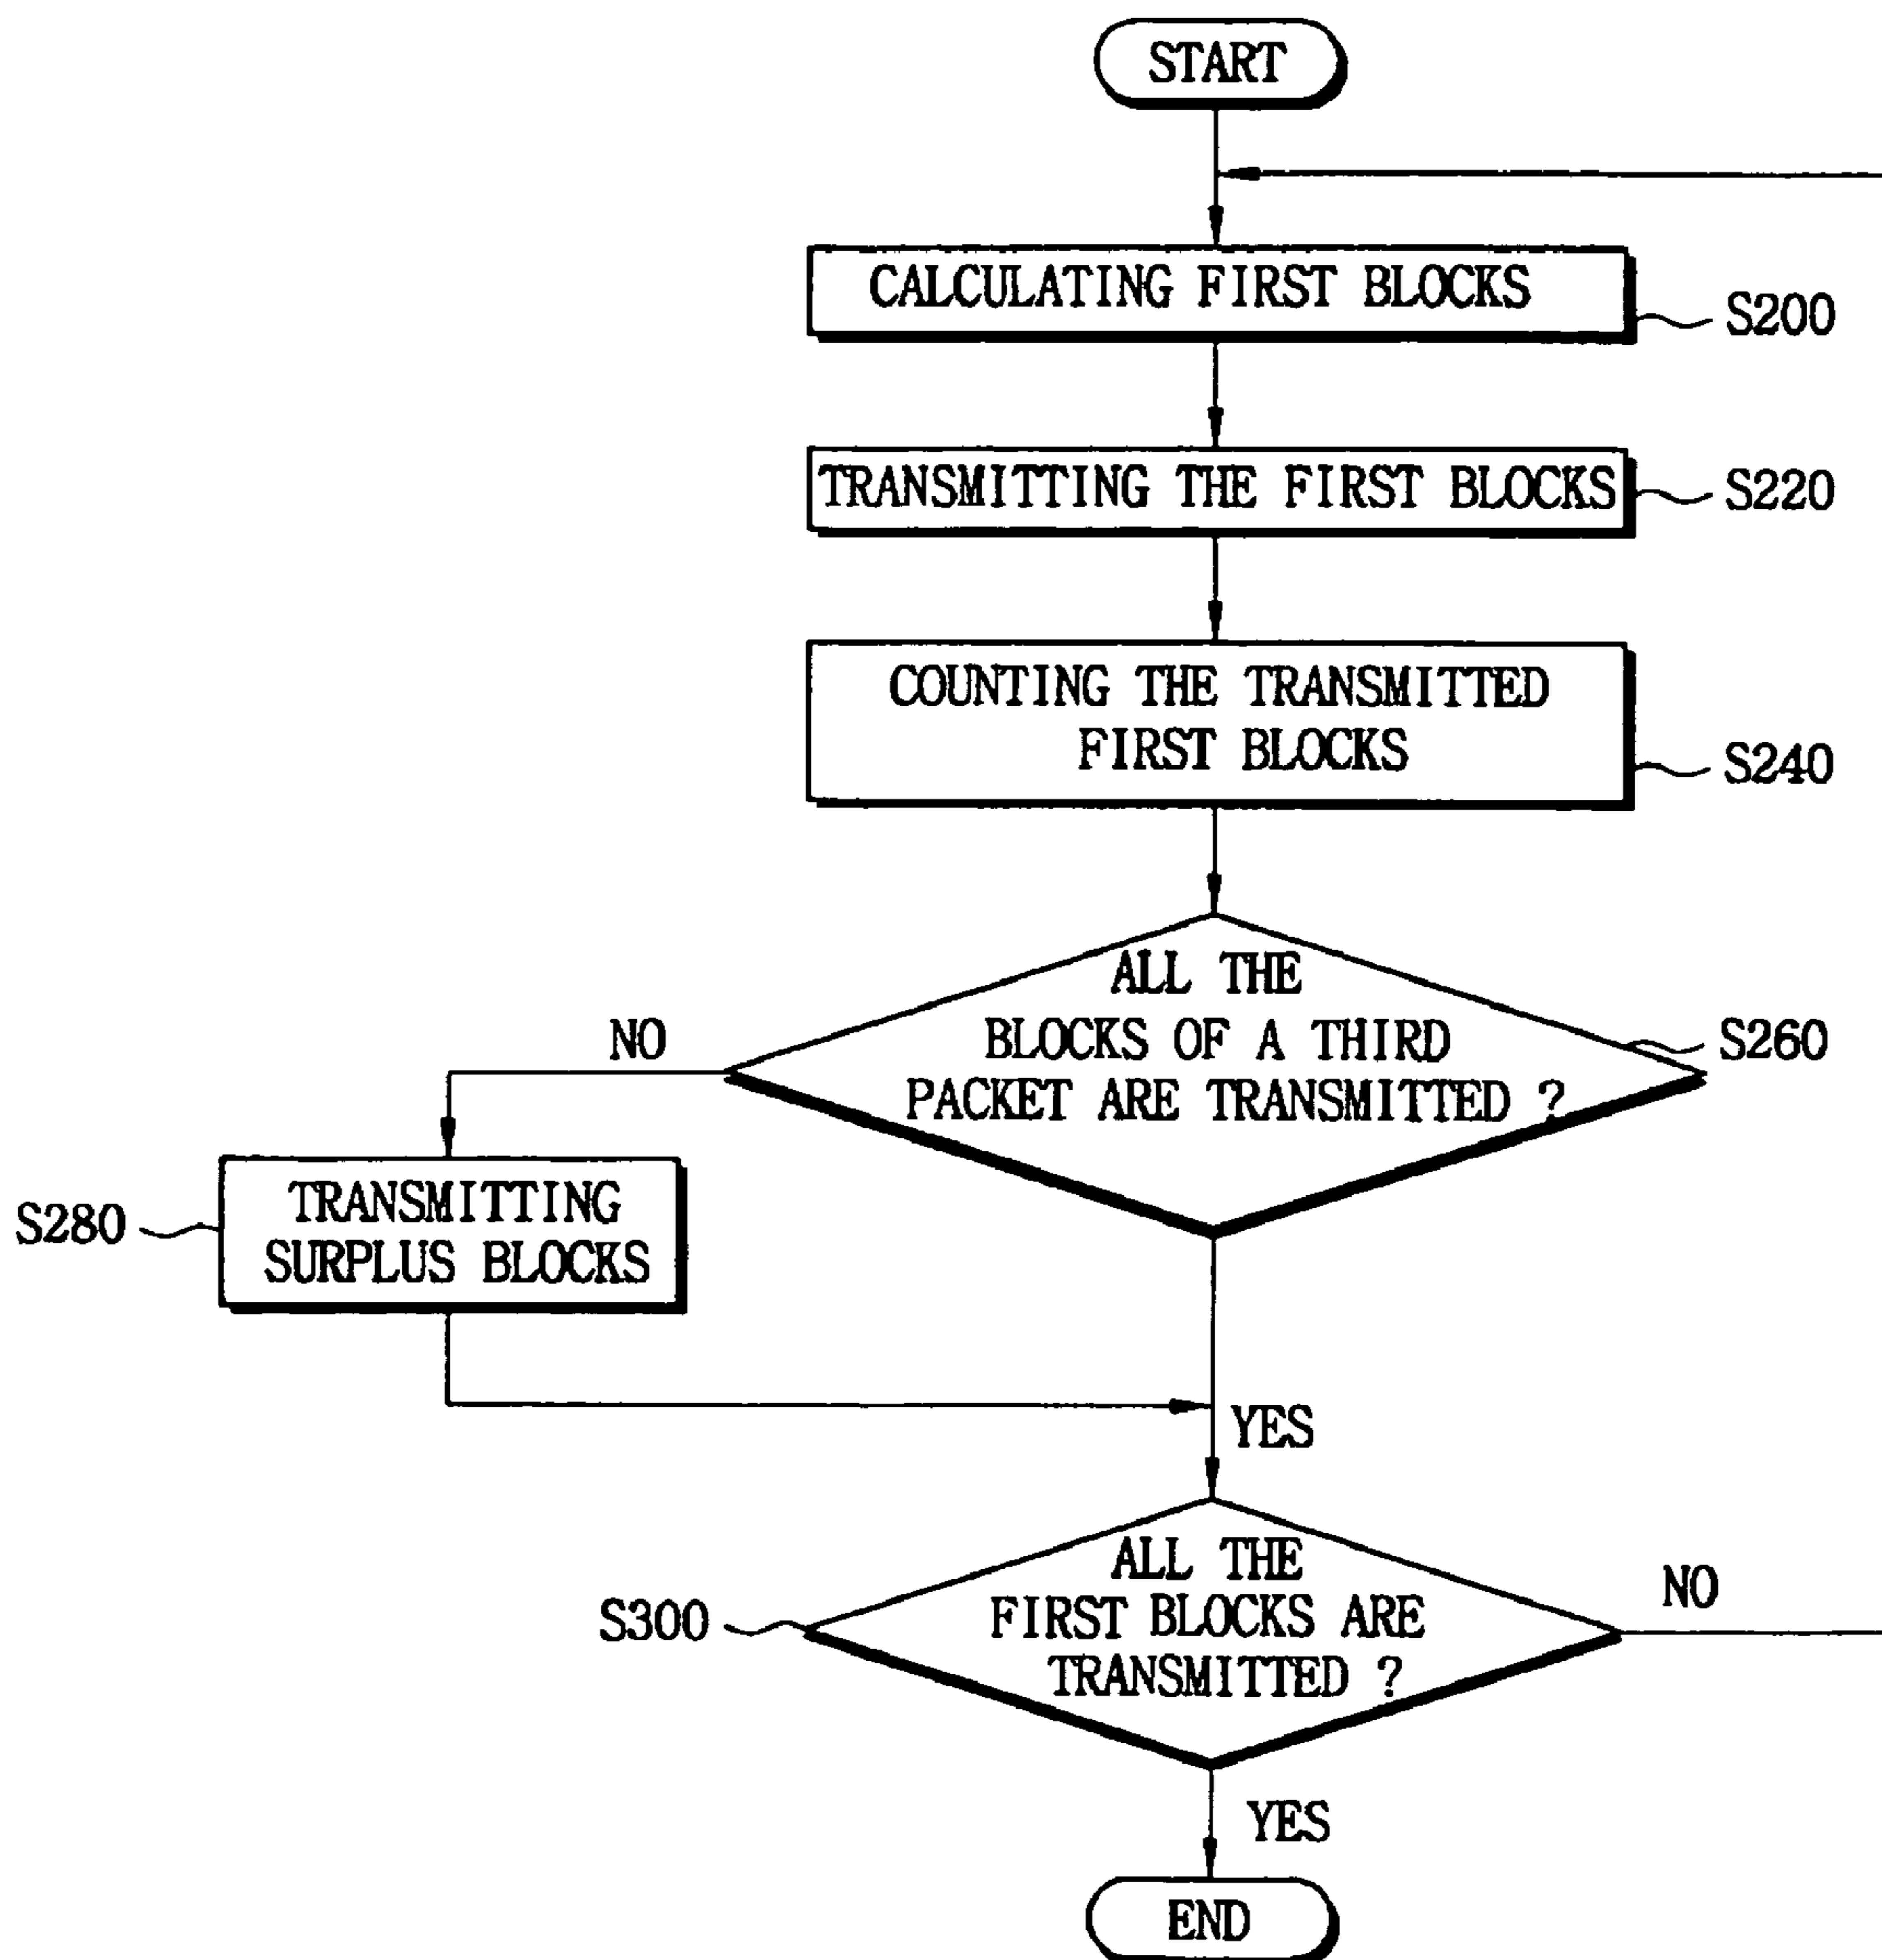 START
CALCULATING FIRST BLOCKS
S200
TRANSMITTING THE FIRST BLOCKS
S220
COUNTING THE TRANSMITTED
FIRST BLOCKS
S240
ALL THE
BLOCKS OF A THIRD
PACKET ARE TRANSMITTED ?
S260
NO
S280
TRANSMITTING
SURPLUS BLOCKS
YES
S300
ALL THE
FIRST BLOCKS ARE
TRANSMITTED ?
NO
YES
END